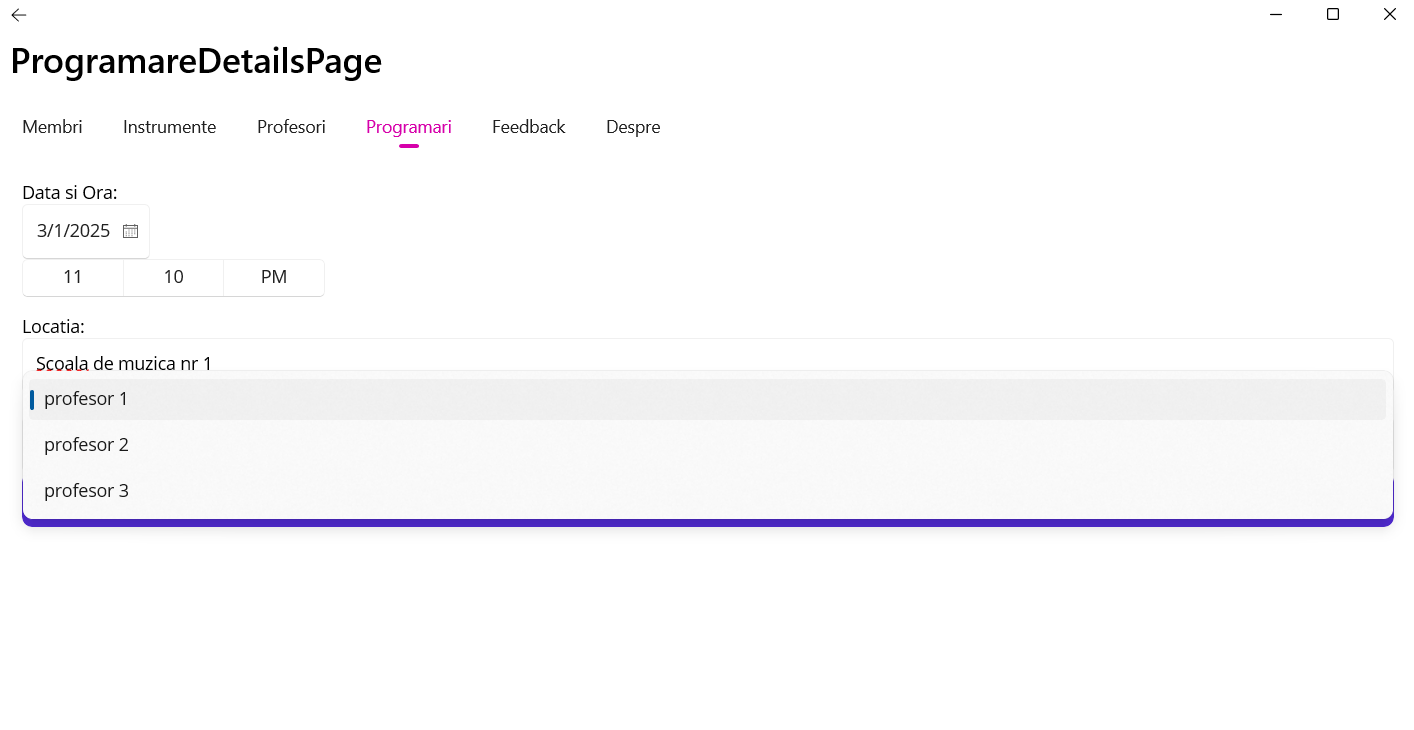 ProgramareDetailsPage
Membri Instrumente Profesori Programari Feedback Despre
Data si Ora:
3/1/2025
11 10 PM
Locatia:
Scoala de muzica nr 1
profesor 1
profesor 2
profesor 3